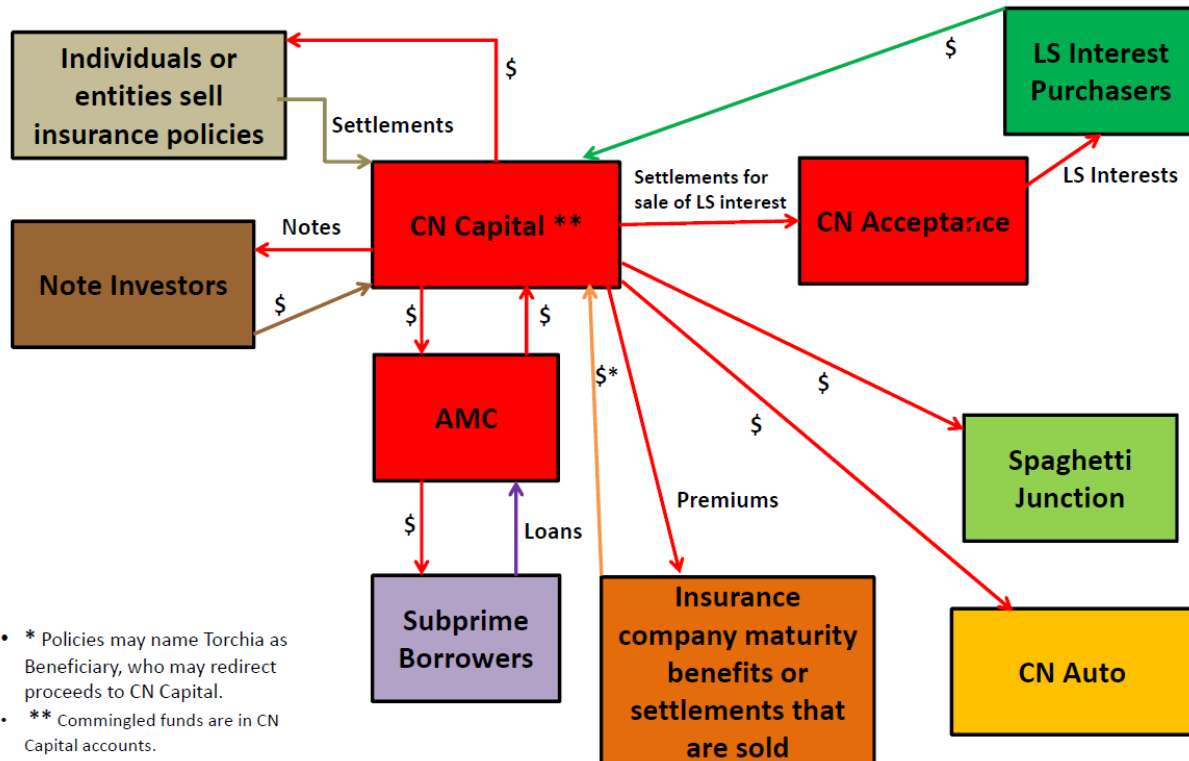 Individuals or
entities sell
insurance policies
$
Settlements
$
LS Interest
Purchasers
LS Interests
Settlements for
sale of LS interest
CN Capital **
CN Acceptance
Notes
Note Investors
$
$
$
$*
$
$
AMC
Spaghetti
Junction
Premiums
$
Loans
Subprime
Borrowers
Insurance
company maturity
benefits or
settlements that
are sold
CN Auto
• * Policies may name Torchia as
Beneficiary, who may redirect
proceeds to CN Capital.
• ** Commingled funds are in CN
Capital accounts.